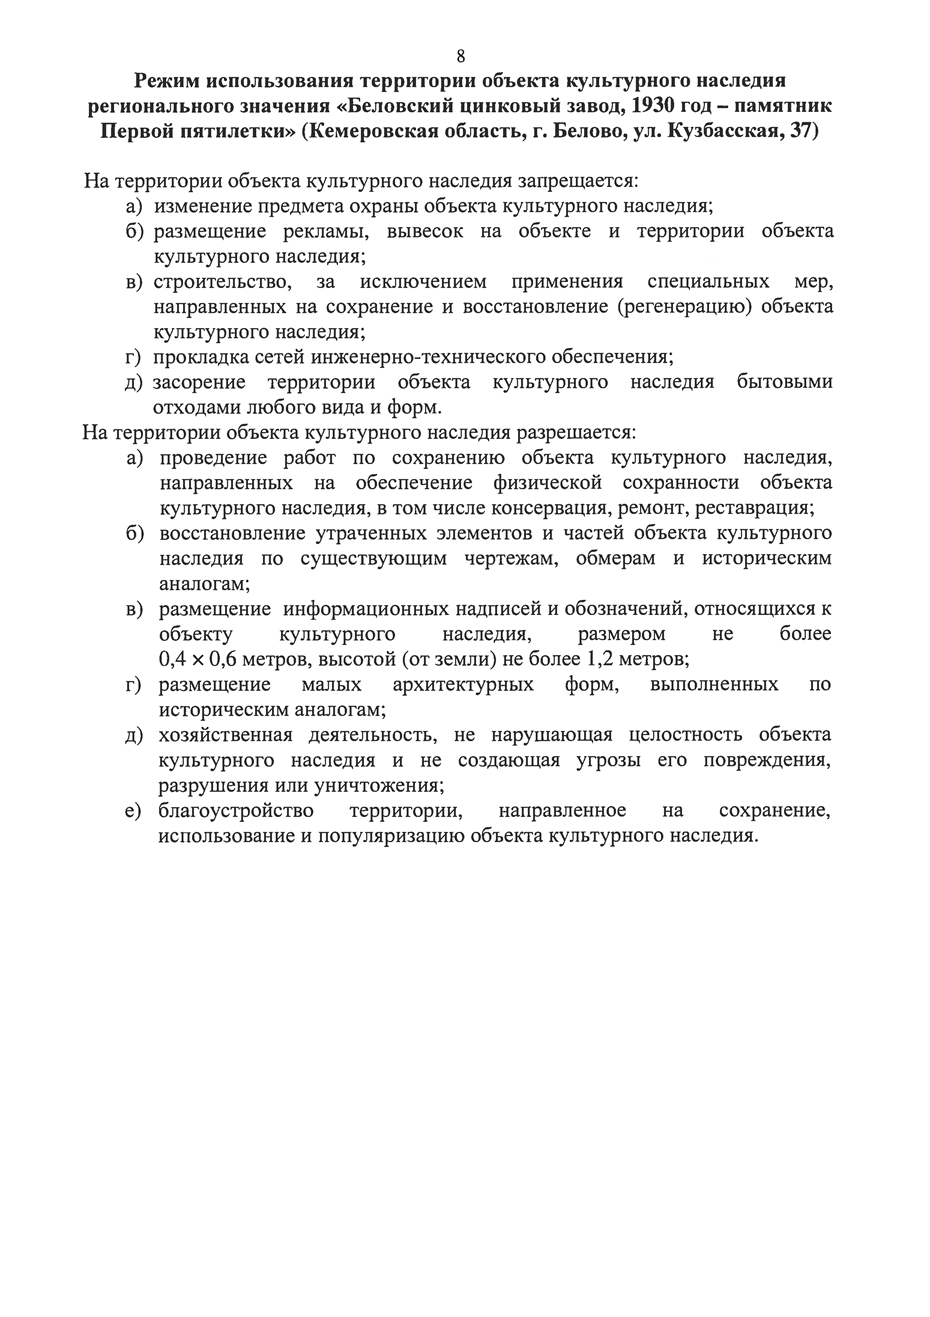 8
Режим использования территории объекта культурного наследия
регионального значения «Беловский цинковый завод, 1930 год – памятник
Первой пятилетки» (Кемеровская область, г. Белово, ул. Кузбасская, 37)
На территории объекта культурного наследия запрещается:
а) изменение предмета охраны объекта культурного наследия;
б) размещение рекламы, вывесок на объекте и территории объекта
культурного наследия;
в) строительство, за исключением применения специальных мер,
направленных на сохранение и восстановление (регенерацию) объекта
культурного наследия;
г) прокладка сетей инженерно-технического обеспечения;
д) засорение территории объекта культурного наследия бытовыми
отходами любого вида и форм.
На территории объекта культурного наследия разрешается:
а) проведение работ по сохранению объекта культурного наследия,
направленных на обеспечение физической сохранности объекта
культурного наследия, в том числе консервация, ремонт, реставрация;
б) восстановление утраченных элементов и частей объекта культурного
наследия по существующим чертежам, обмерам и историческим
аналогам;
в) размещение информационных надписей и обозначений, относящихся к
объекту культурного наследия, размером не более
0,4 × 0,6 метров, высотой (от земли) не более 1,2 метров;
г) размещение малых архитектурных форм, выполненных по
историческим аналогам;
д) хозяйственная деятельность, не нарушающая целостность объекта
культурного наследия и не создающая угрозы его повреждения,
разрушения или уничтожения;
е) благоустройство территории, направленное на сохранение,
использование и популяризацию объекта культурного наследия.